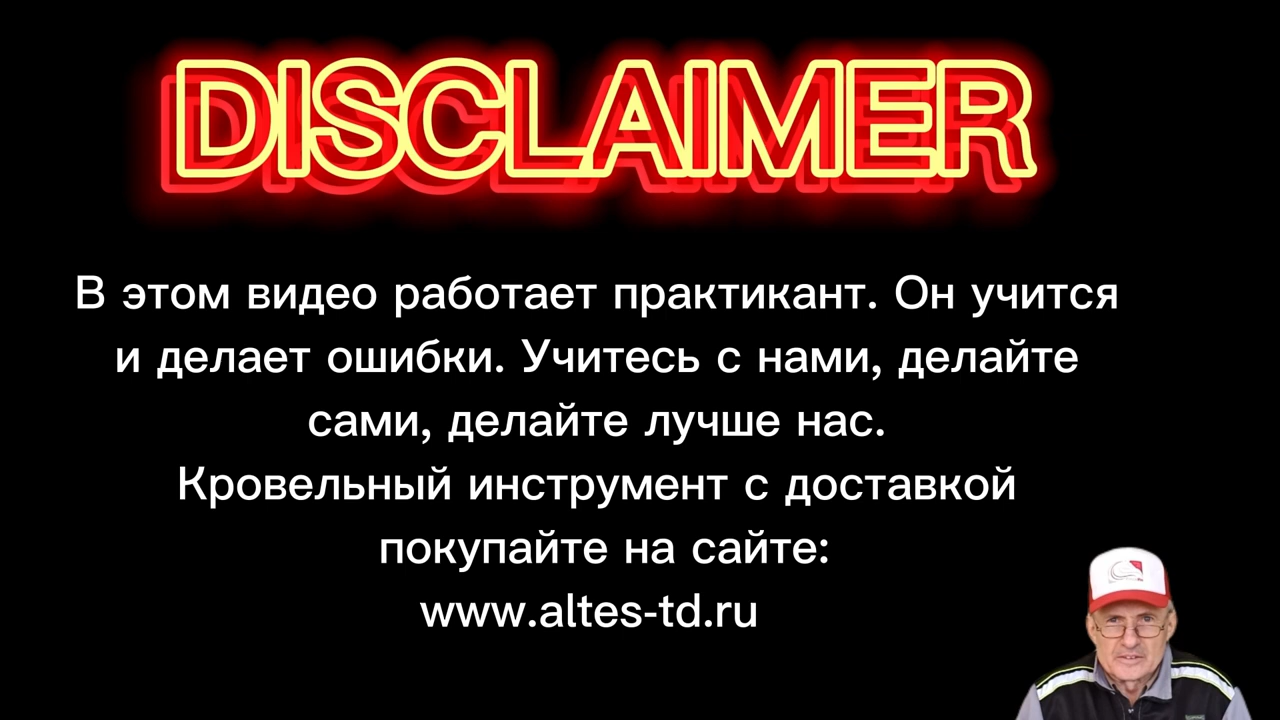 DISCLAIMER
В этом видео работает практикант. Он учится
и делает ошибки. Учитесь с нами, делайте
сами, делайте лучше нас.
Кровельный инструмент с доставкой
покупайте на сайте:
www.altes-td.ru